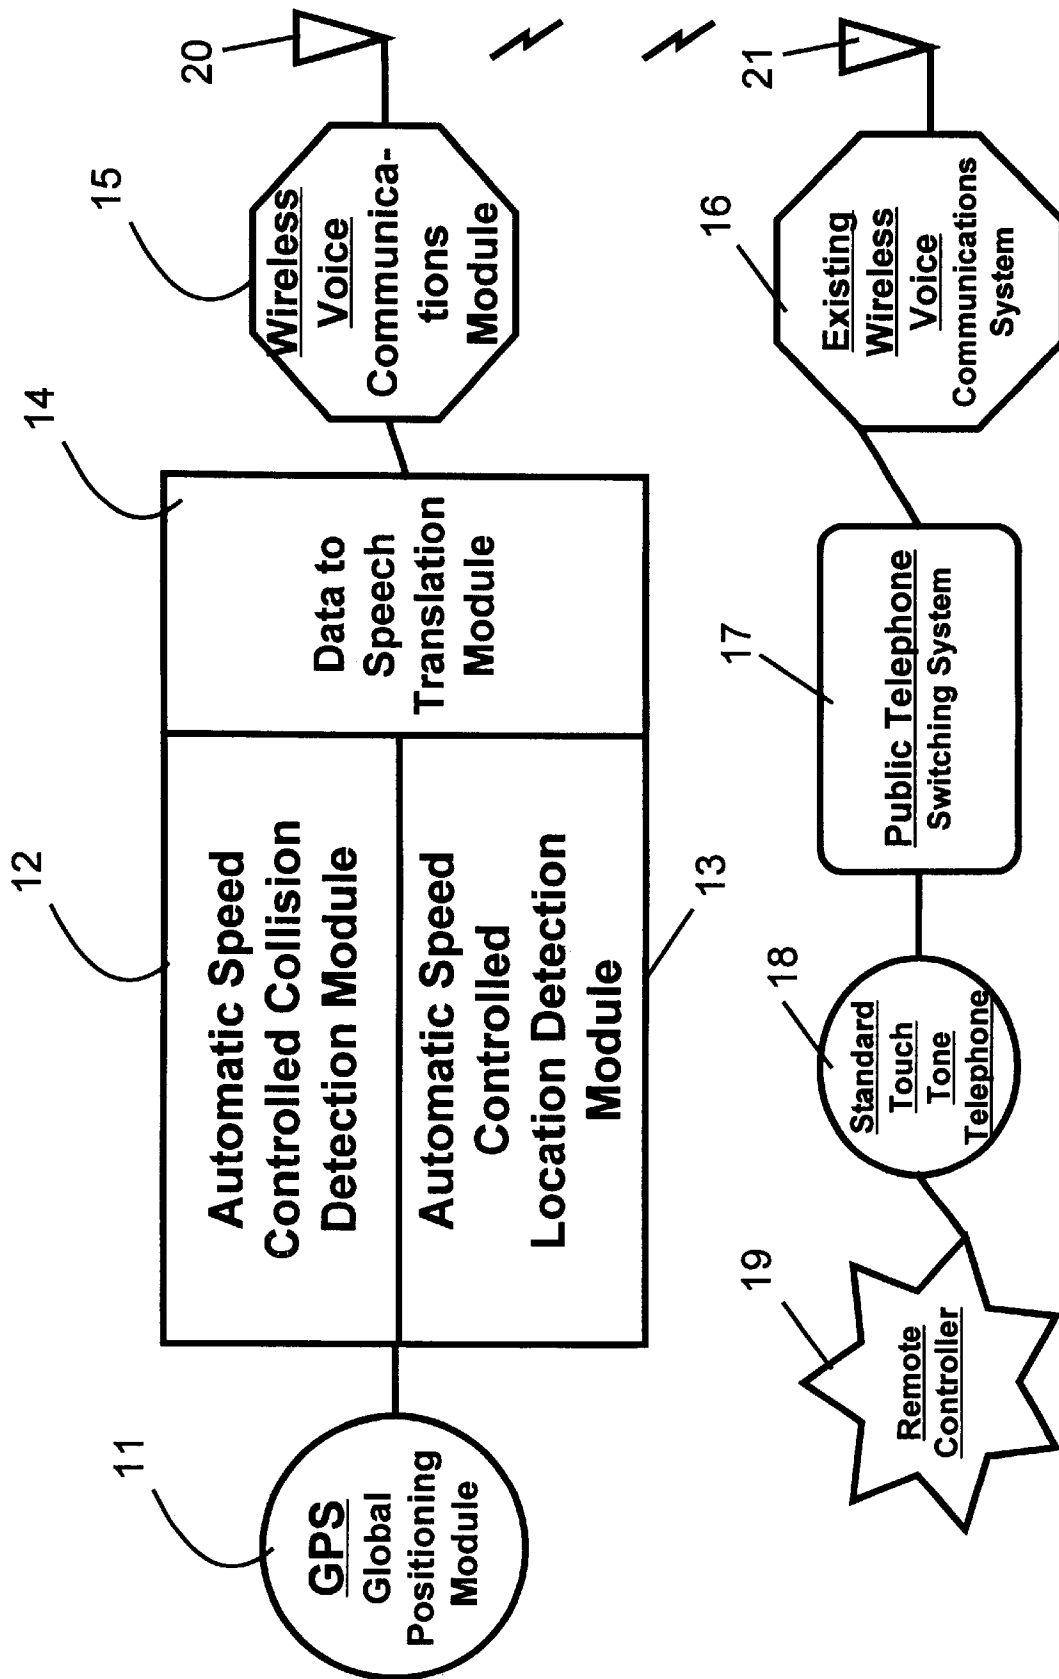 11
GPS
Global
Positioning
Module
12
Automatic Speed
Controlled Collision
Detection Module
Automatic Speed
Controlled
Location Detection
Module
13
14
Data to
Speech
Translation
Module
15
Wireless
Voice
Communica-
tions
Module
20
19
Remote
Controller
18
Standard
Touch
Tone
Telephone
17
Public Telephone
Switching System
16
Existing
Wireless
Voice
Communications
System
21